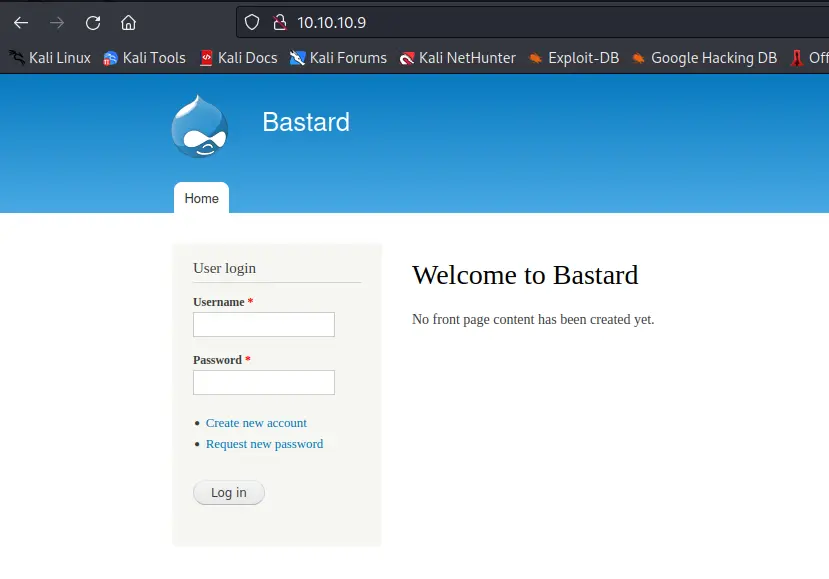 10.10.10.9
Kali Linux Kali Tools Kali Docs Kali Forums Kali NetHunter Exploit-DB Google Hacking DB Off
Bastard
Home
User login
Username *
Password *
Create new account
Request new password
Log in
Welcome to Bastard
No front page content has been created yet.